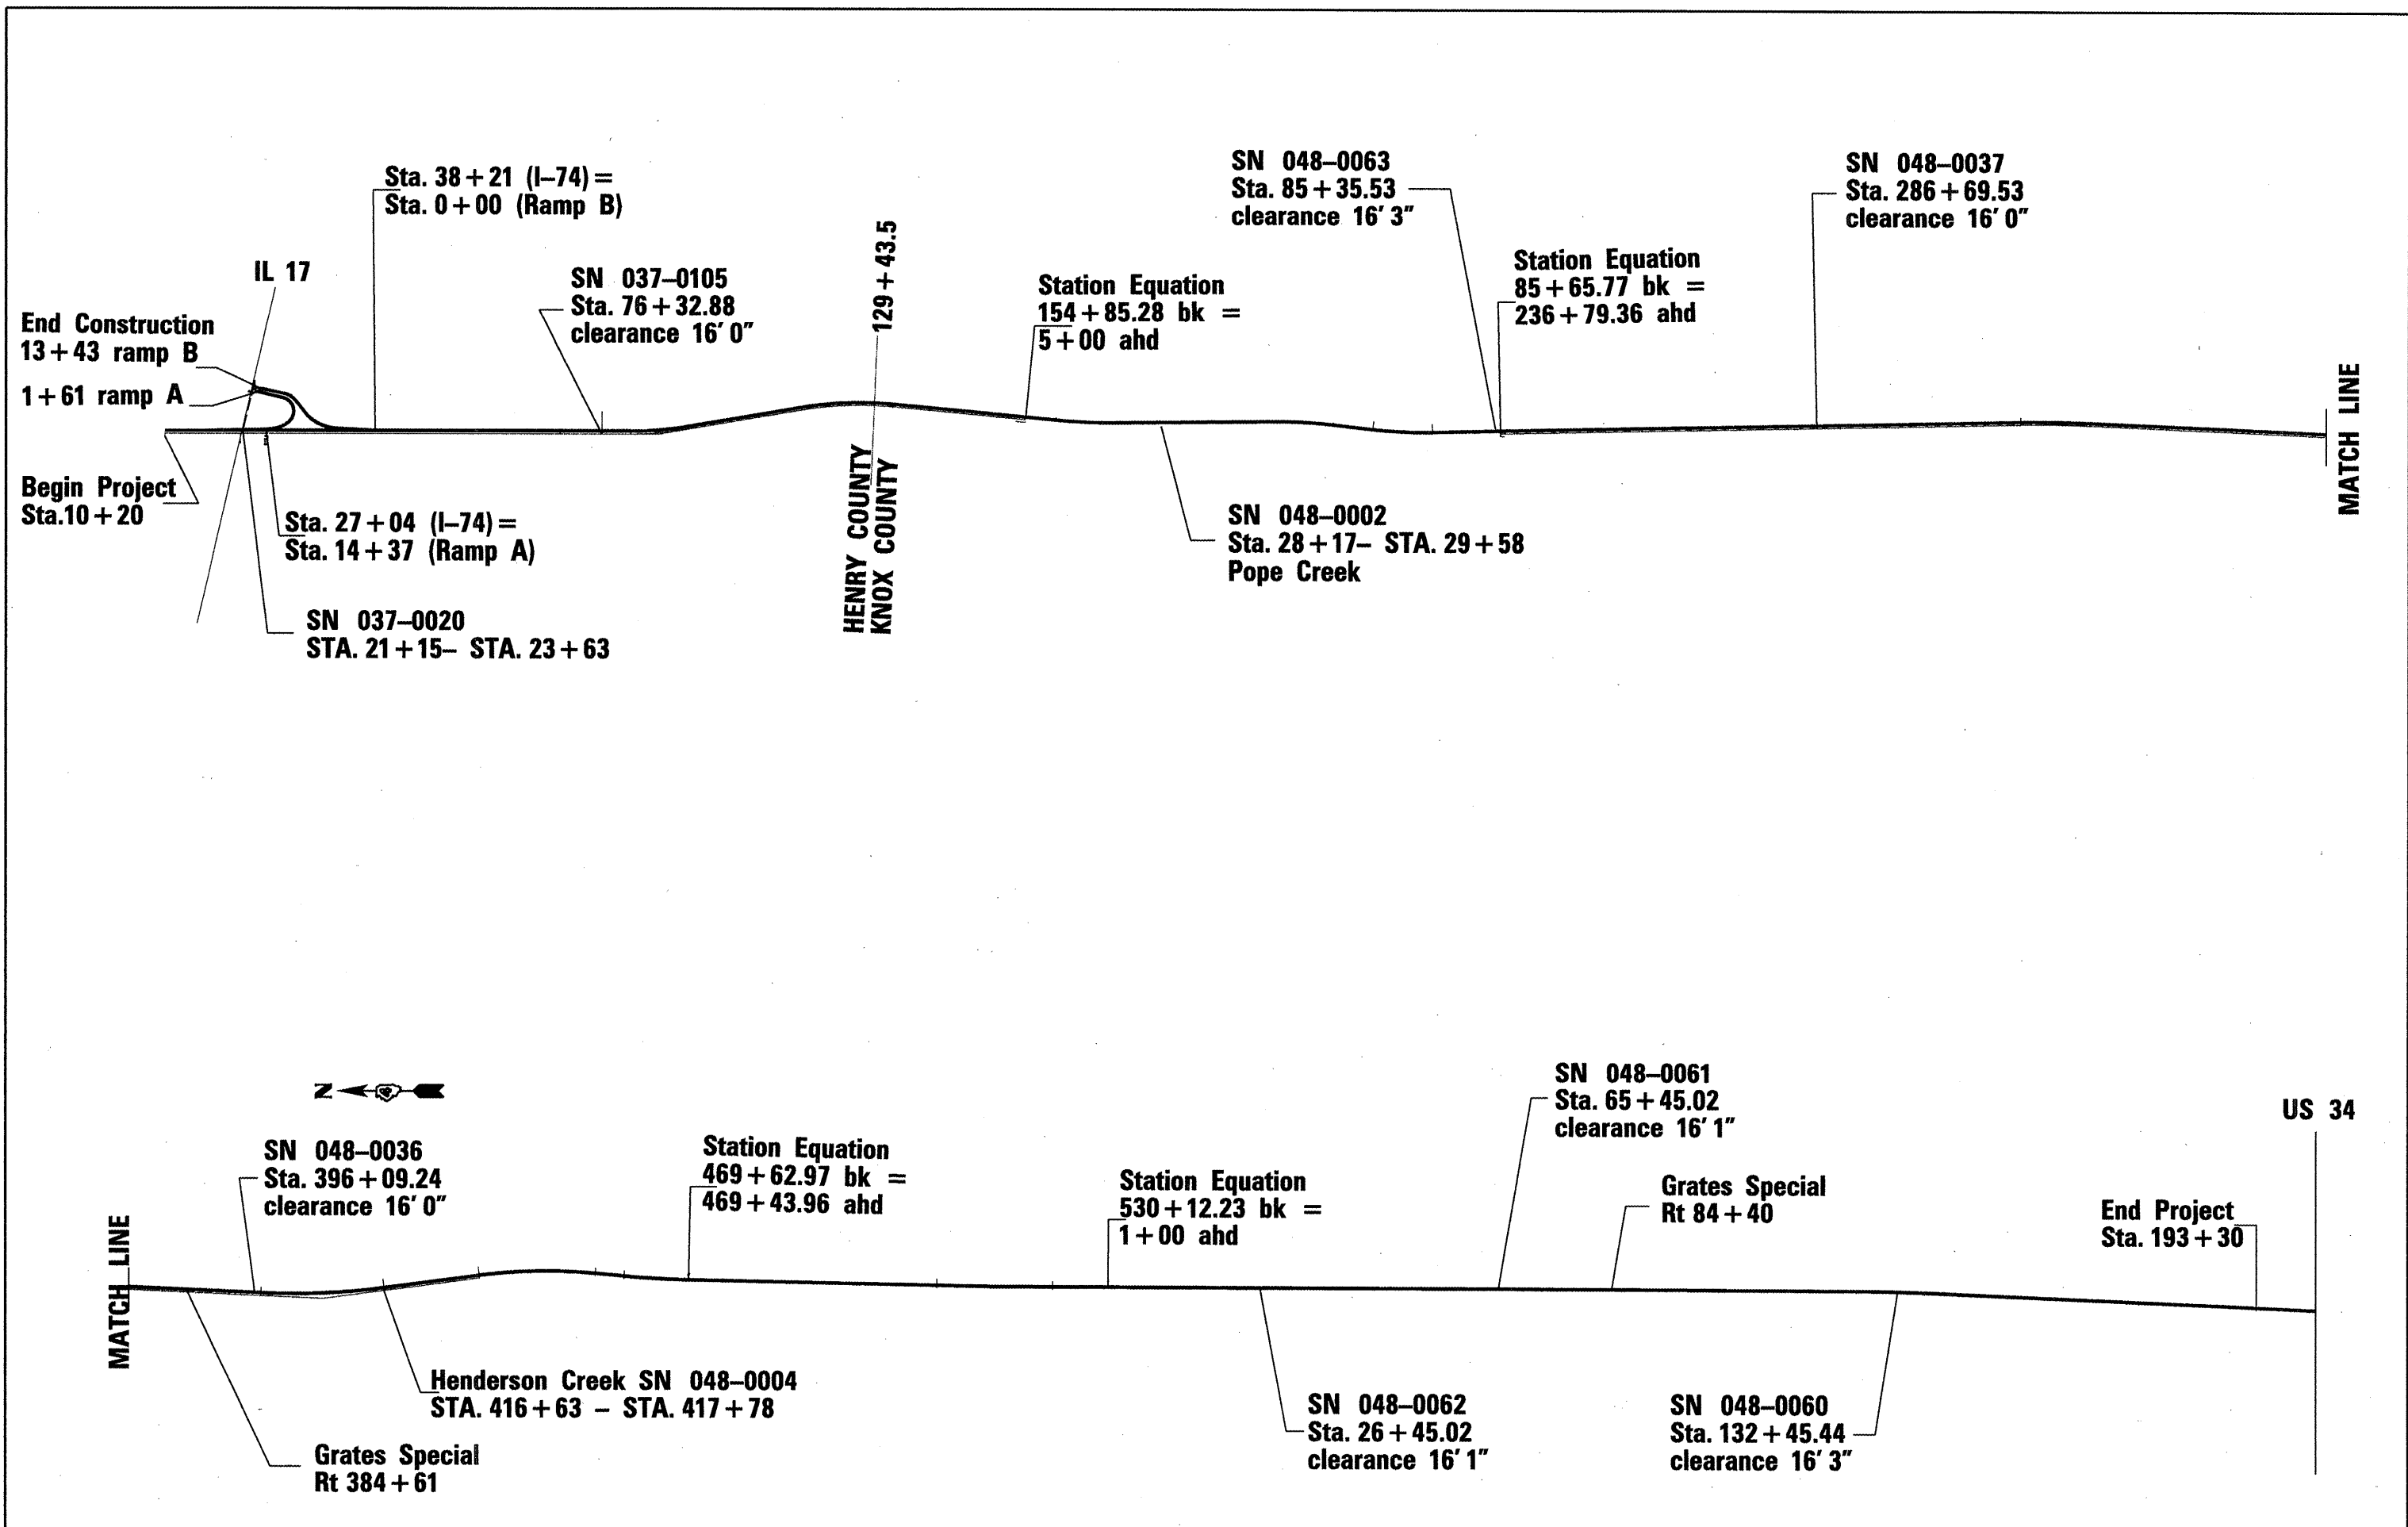 Sta. 38+21 (I–74)=
Sta. 0+00 (Ramp B)
SN 048–0063
Sta. 85+35.53
clearance 16' 3"
SN 048–0037
Sta. 286+69.53
clearance 16' 0"
IL 17
SN 037–0105
Sta. 76+32.88
clearance 16' 0"
129+43.5
Station Equation
154+85.28 bk =
5+00 ahd
Station Equation
85+65.77 bk =
236+79.36 ahd
End Construction
13+43 ramp B
1+61 ramp A
MATCH LINE
Begin Project
Sta.10+20
Sta. 27+04 (I–74)=
Sta. 14+37 (Ramp A)
HENRY COUNTY
KNOX COUNTY
SN 048–0002
Sta. 28+17– STA. 29+58
Pope Creek
SN 037–0020
STA. 21+15– STA. 23+63
N
SN 048–0036
Sta. 396+09.24
clearance 16' 0"
Station Equation
469+62.97 bk =
469+43.96 ahd
Station Equation
530+12.23 bk =
1+00 ahd
SN 048–0061
Sta. 65+45.02
clearance 16' 1"
Grates Special
Rt 84+40
US 34
End Project
Sta. 193+30
MATCH LINE
Henderson Creek SN 048–0004
STA. 416+63 – STA. 417+78
Grates Special
Rt 384+61
SN 048–0062
Sta. 26+45.02
clearance 16' 1"
SN 048–0060
Sta. 132+45.44
clearance 16' 3"